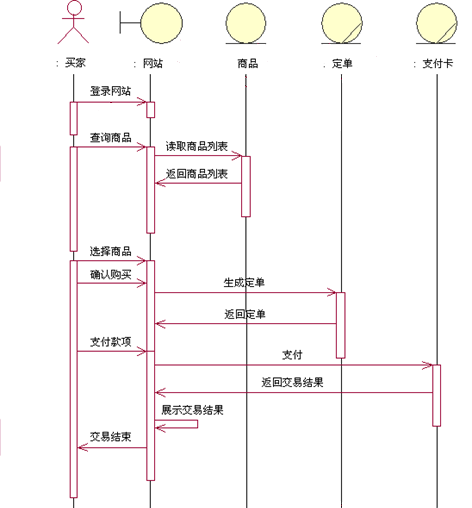 : 买家
: 网站
商品
. 定单
: 支付卡
登录网站
查询商品
读取商品列表
返回商品列表
选择商品
确认购买
生成定单
返回定单
支付款项
支付
返回交易结果
展示交易结果
交易结束